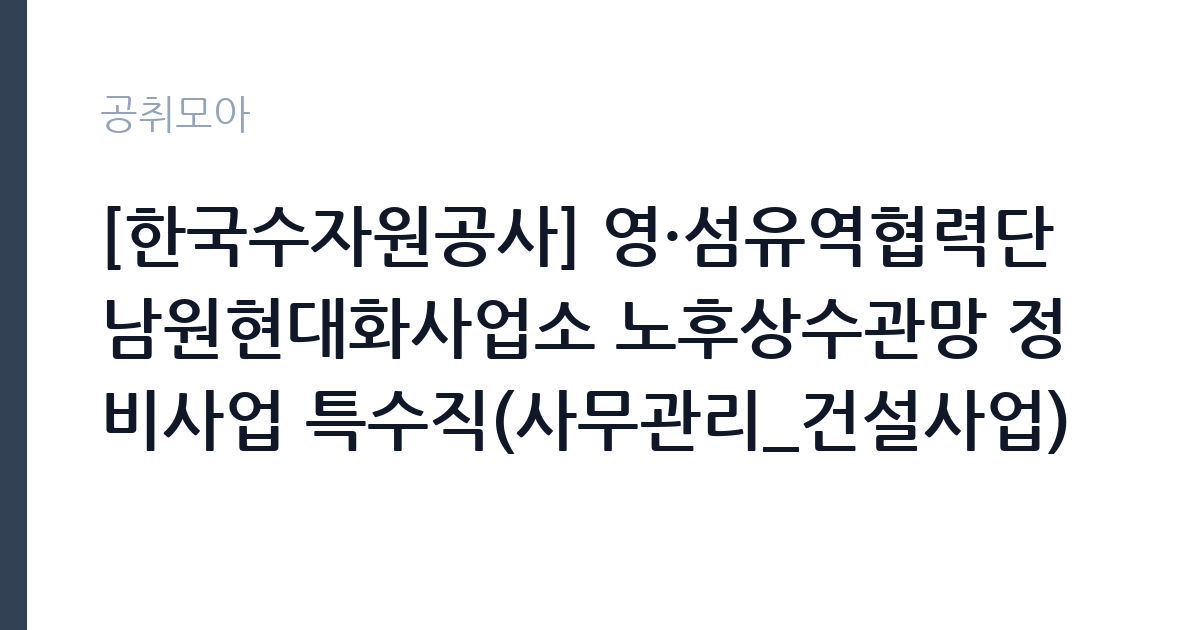 공취모아
[한국수자원공사] 영·섬유역협력단
남원현대화사업소 노후상수관망 정
비사업 특수직(사무관리_건설사업)